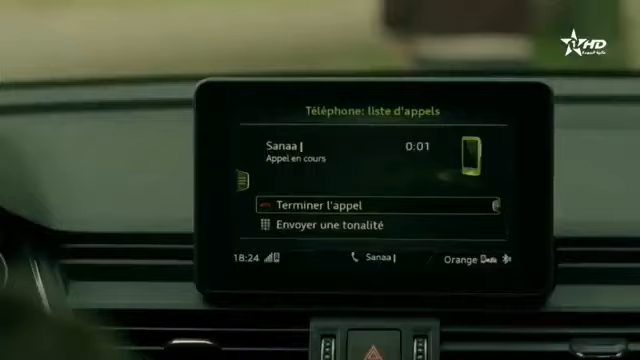 HD
Téléphone: liste d'appels
Sanaa 0:01
Appel en cours
Terminer l'appel
Envoyer une tonalité
18:24 Sanaa Orange